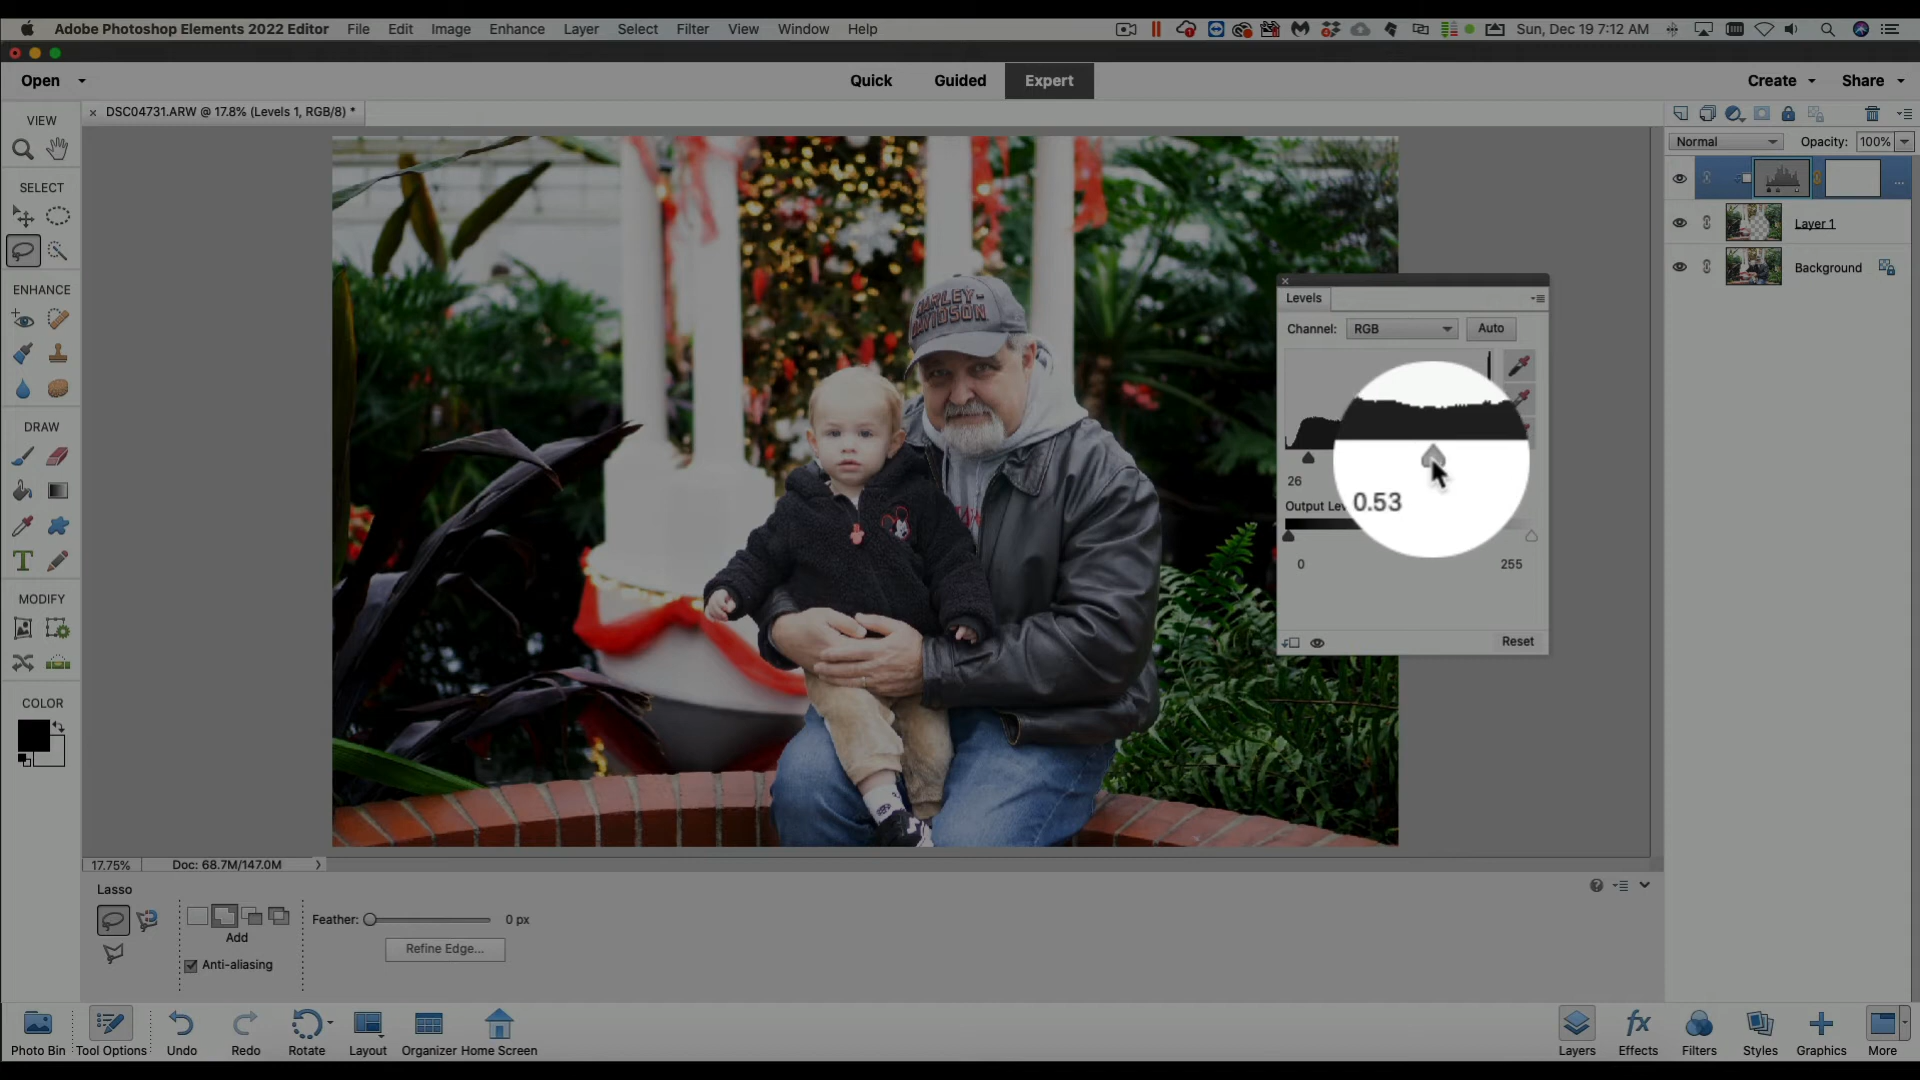 Adobe Photoshop Elements 2022 Editor File Edit Image Enhance Layer Select Filter View Window Help Sun, Dec 19 7:12 AM
Open Quick Guided Expert Create Share
DSC04731.ARW @ 17.8% (Levels 1, RGB/8) *
VIEW
SELECT
ENHANCE
DRAW
MODIFY
COLOR
HARLEY-
DAVIDSON
Normal Opacity: 100%
Layer 1
Background
Levels
Channel: RGB Auto
26
0.53
Output Lev
0 255
Reset
17.75% Doc: 68.7M/147.0M
Lasso
Add
Anti-aliasing
Feather: 0 px
Refine Edge...
Photo Bin Tool Options Undo Redo Rotate Layout Organizer Home Screen Layers Effects Filters Styles Graphics More